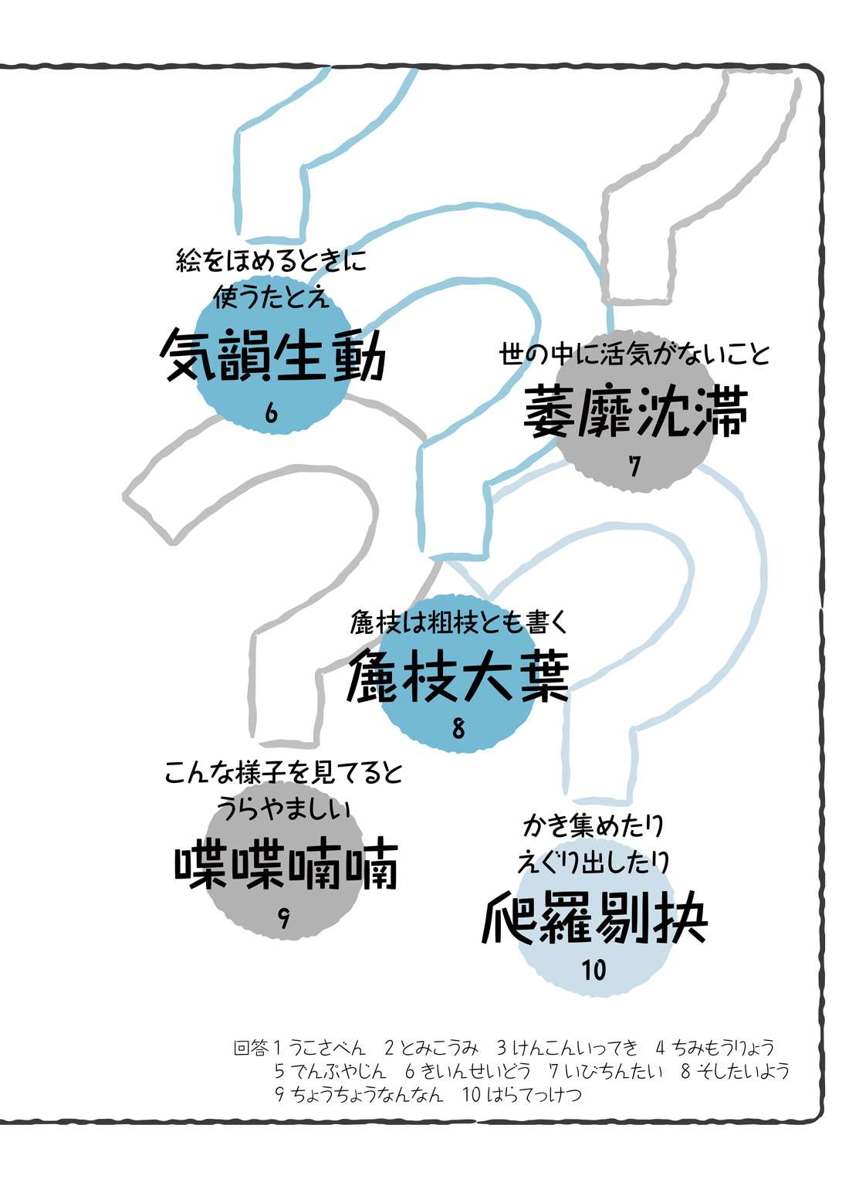 絵をほめるときに
使うたとえ
気韻生動
6
世の中に活気がないこと
萎靡沈滞
7
麁枝は粗枝とも書く
麁枝大葉
8
こんな様子を見てると
うらやましい
喋喋喃喃
9
かき集めたり
えぐり出したり
爬羅剔抉
10
回答 1 うこさべん 2 とみこうみ 3 けんこんいってき 4 ちみもうりょう
5 でんぷやじん 6 きいんせいどう 7 いびちんたい 8 そしたいよう
9 ちょうちょうなんなん 10 はらてっけつ